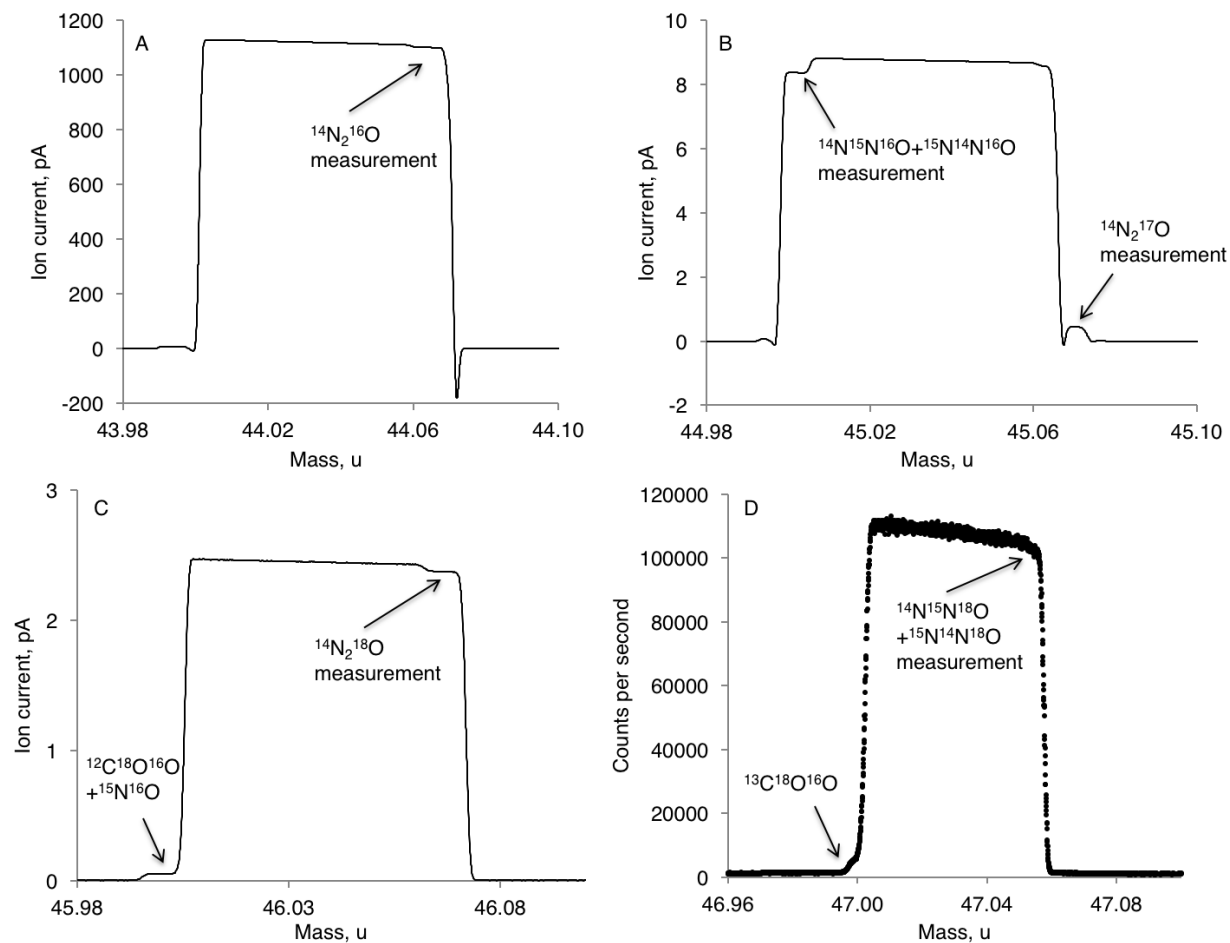 A
1200
1000
800
600
400
200
0
-200
Ion current, pA
¹⁴N₂¹⁶O
measurement
43.98 44.02 44.06 44.10
Mass, u
B
10
8
6
4
2
0
-2
Ion current, pA
¹⁴N¹⁵N¹⁶O+¹⁵N¹⁴N¹⁶O
measurement
¹⁴N₂¹⁷O
measurement
44.98 45.02 45.06 45.10
Mass, u
C
3
2
1
0
Ion current, pA
¹⁴N₂¹⁸O
measurement
¹²C¹⁸O¹⁶O
+¹⁵N¹⁶O
45.98 46.03 46.08
Mass, u
D
120000
100000
80000
60000
40000
20000
0
Counts per second
¹⁴N¹⁵N¹⁸O
+¹⁵N¹⁴N¹⁸O
measurement
¹³C¹⁸O¹⁶O
46.96 47.00 47.04 47.08
Mass, u